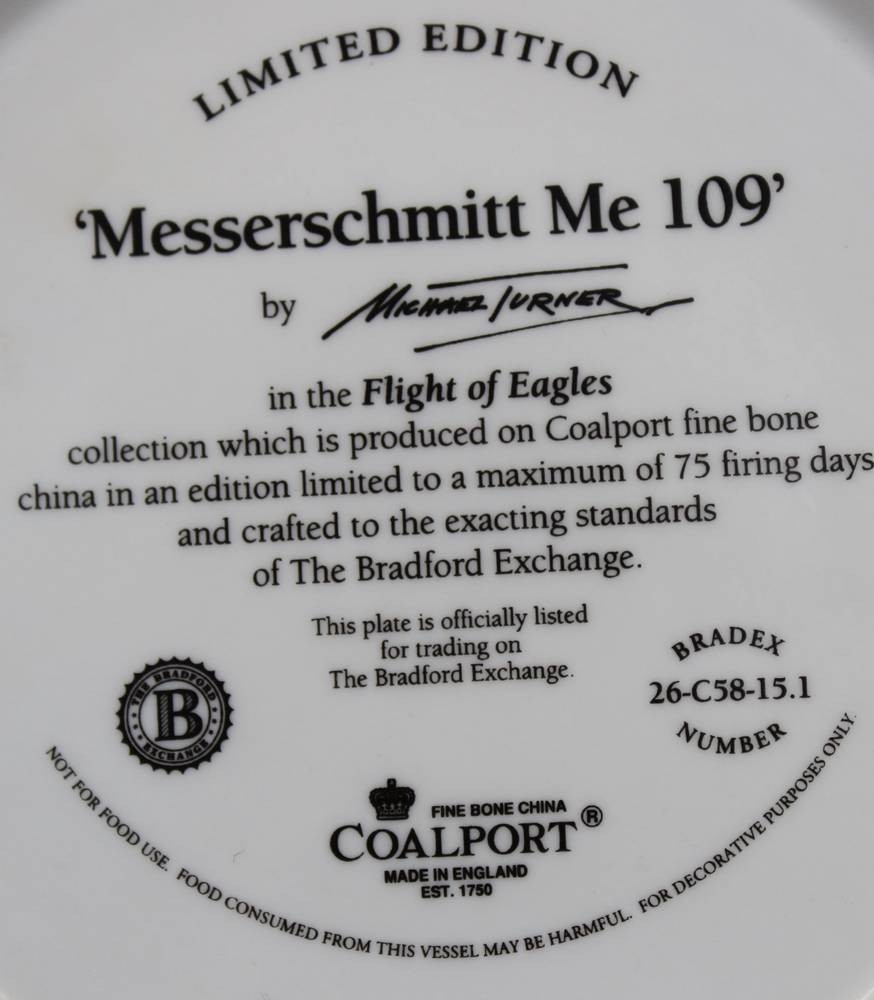 LIMITED EDITION
‘Messerschmitt Me 109’
by MICHAEL TURNER
in the Flight of Eagles
collection which is produced on Coalport fine bone
china in an edition limited to a maximum of 75 firing days
and crafted to the exacting standards
of The Bradford Exchange.
This plate is officially listed
for trading on
The Bradford Exchange.
THE BRADFORD
B
EXCHANGE
BRADEX
26-C58-15.1
NUMBER
FINE BONE CHINA
COALPORT®
MADE IN ENGLAND
EST. 1750
NOT FOR FOOD USE. FOOD CONSUMED FROM THIS VESSEL MAY BE HARMFUL. FOR DECORATIVE PURPOSES ONLY.